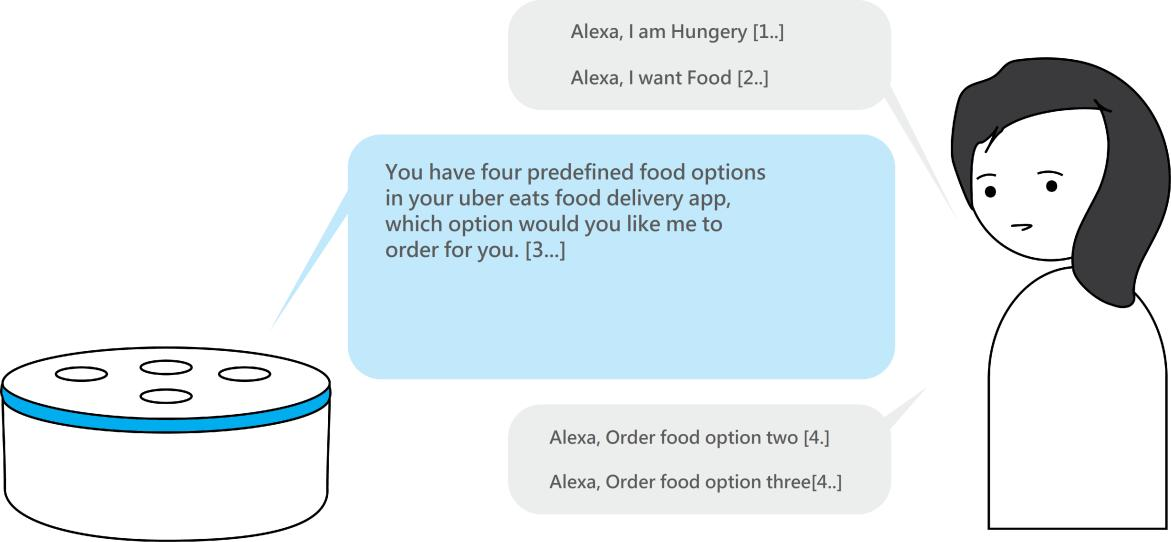 Alexa, I am Hungery [1..]
Alexa, I want Food [2..]
You have four predefined food options
in your uber eats food delivery app,
which option would you like me to
order for you. [3...]
Alexa, Order food option two [4.]
Alexa, Order food option three[4..]